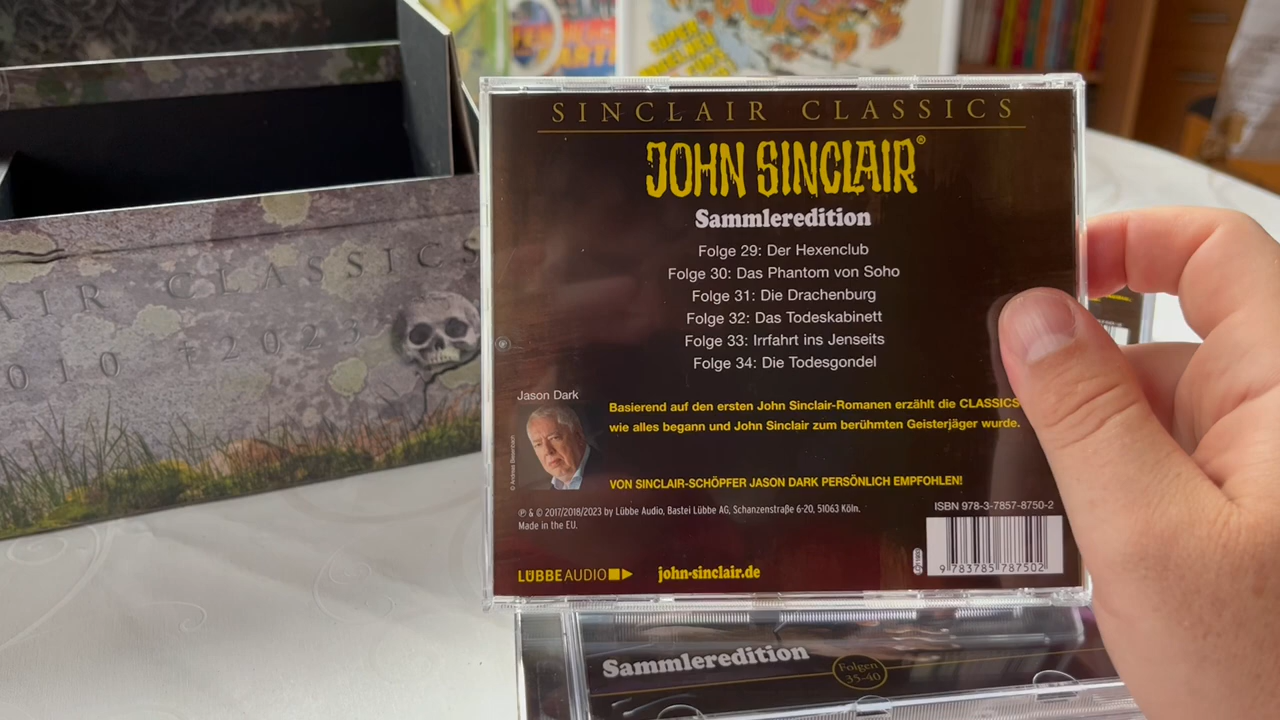 SINCLAIR CLASSICS
JOHN SINCLAIR®
Sammleredition
Folge 29: Der Hexenclub
Folge 30: Das Phantom von Soho
Folge 31: Die Drachenburg
Folge 32: Das Todeskabinett
Folge 33: Irrfahrt ins Jenseits
Folge 34: Die Todesgondel
Jason Dark
Basierend auf den ersten John Sinclair-Romanen erzählt die CLASSICS
wie alles begann und John Sinclair zum berühmten Geisterjäger wurde.
VON SINCLAIR-SCHÖPFER JASON DARK PERSÖNLICH EMPFOHLEN!
℗ & © 2017/2018/2023 by Lübbe Audio, Bastei Lübbe AG, Schanzenstraße 6-20, 51063 Köln.
Made in the EU.
ISBN 978-3-7857-8750-2
9 783785 787502
LÜBBE AUDIO
john-sinclair.de
AIR CLASSICS
010 †2023
Sammleredition
Folgen
35-40